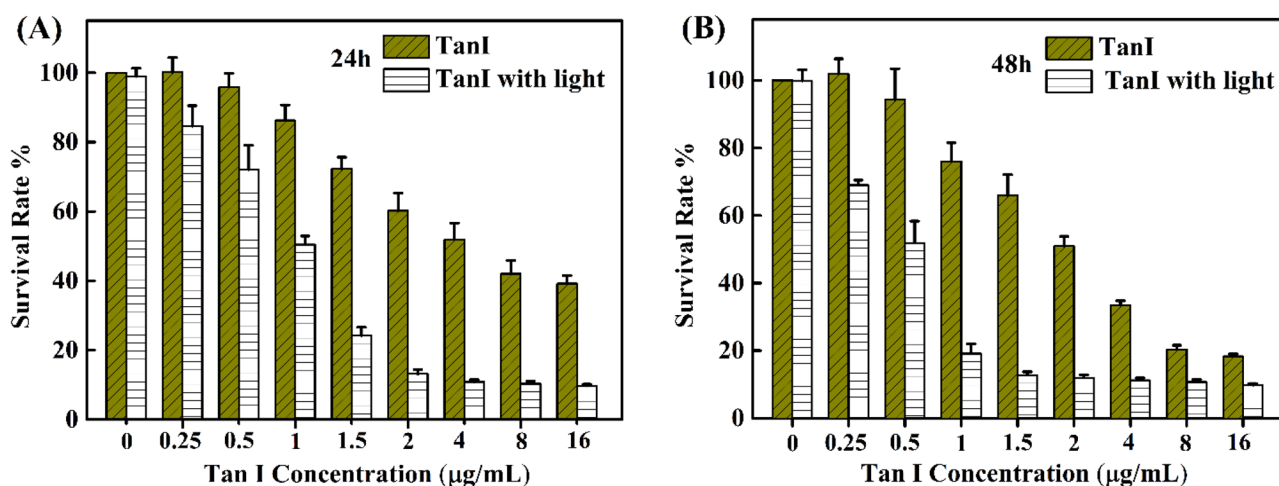 (A)
24h
TanI
TanI with light
Survival Rate %
100
80
60
40
20
0
0 0.25 0.5 1 1.5 2 4 8 16
Tan I Concentration (μg/mL)
(B)
48h
TanI
TanI with light
Survival Rate %
100
80
60
40
20
0
0 0.25 0.5 1 1.5 2 4 8 16
Tan I Concentration (μg/mL)